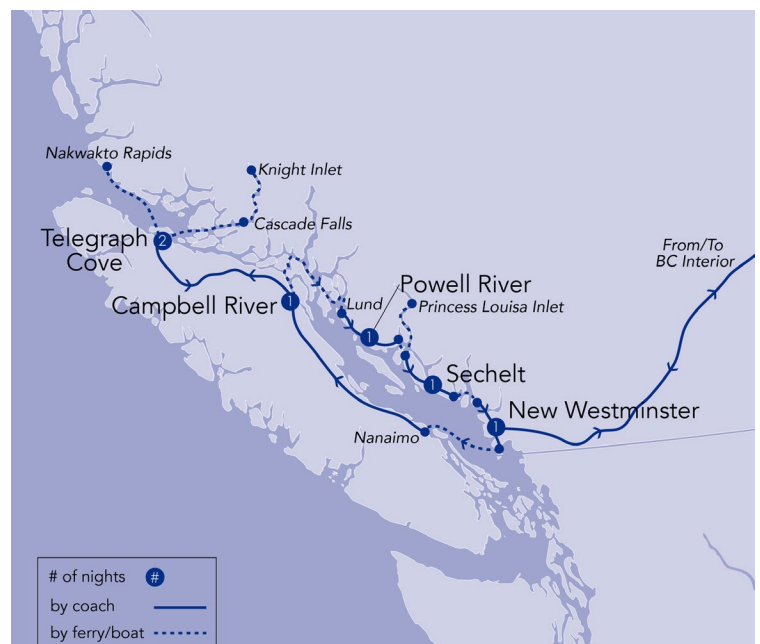 Nakwakto Rapids
Knight Inlet
Cascade Falls
Telegraph
Cove
2
From/To
BC Interior
Powell River
Princess Louisa Inlet
Lund
Campbell River
1
1
Sechelt
1
New Westminster
1
Nanaimo
# of nights #
by coach
by ferry/boat